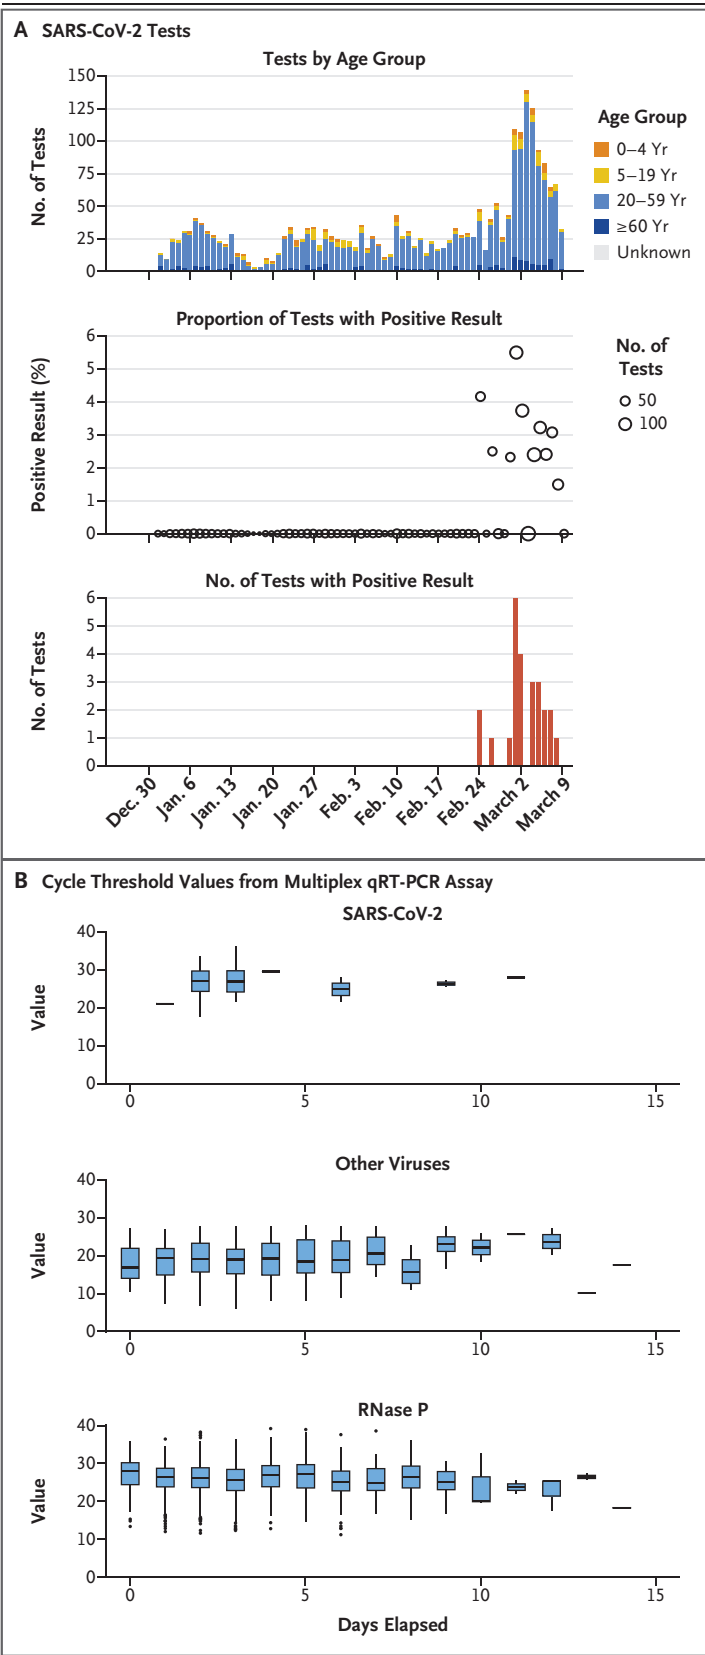 A SARS-CoV-2 Tests
Tests by Age Group
No. of Tests
150
125
100
75
50
25
0
Age Group
0–4 Yr
5–19 Yr
20–59 Yr
≥60 Yr
Unknown
Proportion of Tests with Positive Result
Positive Result (%)
6
5
4
3
2
1
0
No. of
Tests
50
100
No. of Tests with Positive Result
No. of Tests
6
5
4
3
2
1
0
Dec. 30
Jan. 6
Jan. 13
Jan. 20
Jan. 27
Feb. 3
Feb. 10
Feb. 17
Feb. 24
March 2
March 9
B Cycle Threshold Values from Multiplex qRT-PCR Assay
SARS-CoV-2
Value
40
30
20
10
0
0 5 10 15
Other Viruses
Value
40
30
20
10
0
0 5 10 15
RNase P
Value
40
30
20
10
0
0 5 10 15
Days Elapsed